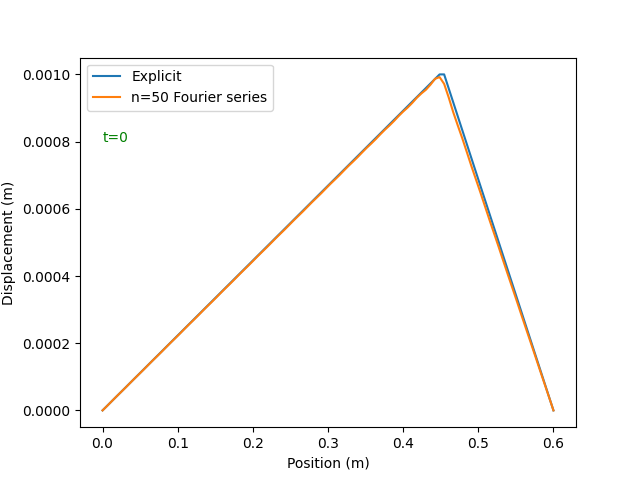 Explicit
n=50 Fourier series
t=0
0.0010
0.0008
0.0006
0.0004
0.0002
0.0000
Displacement (m)
0.0 0.1 0.2 0.3 0.4 0.5 0.6
Position (m)